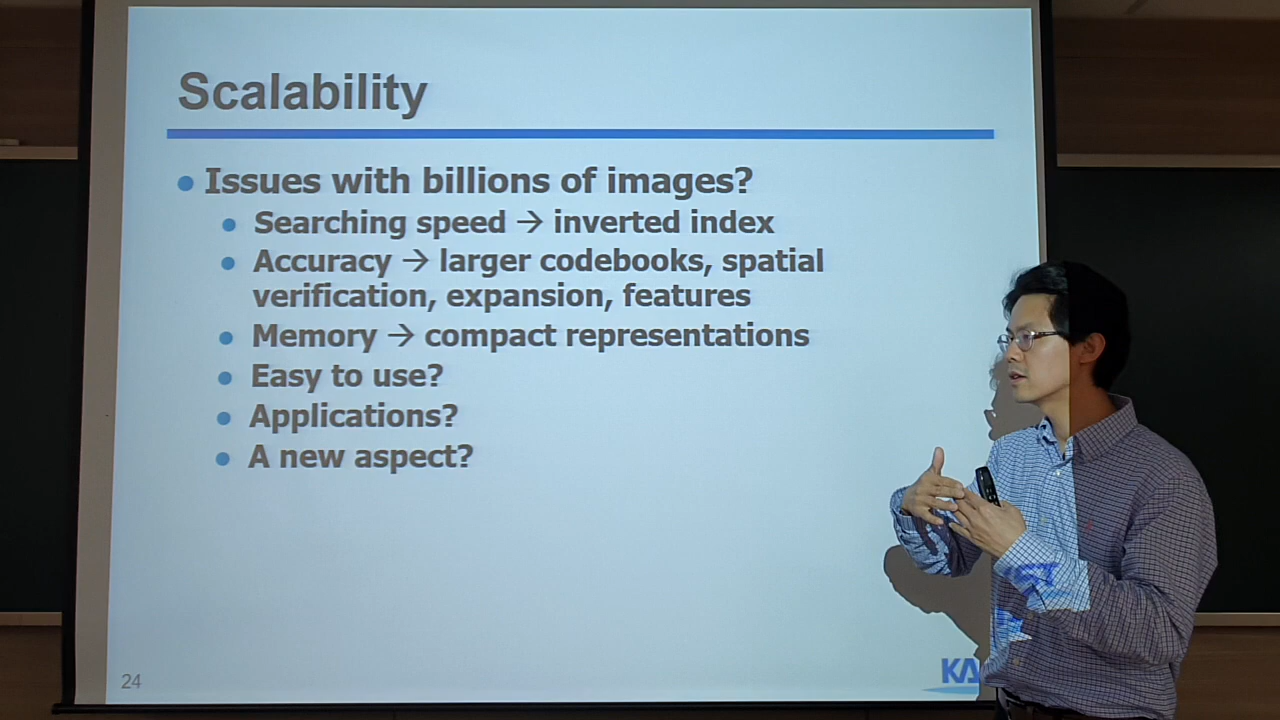 Scalability
Issues with billions of images?
Searching speed → inverted index
Accuracy → larger codebooks, spatial
verification, expansion, features
Memory → compact representations
Easy to use?
Applications?
A new aspect?
24